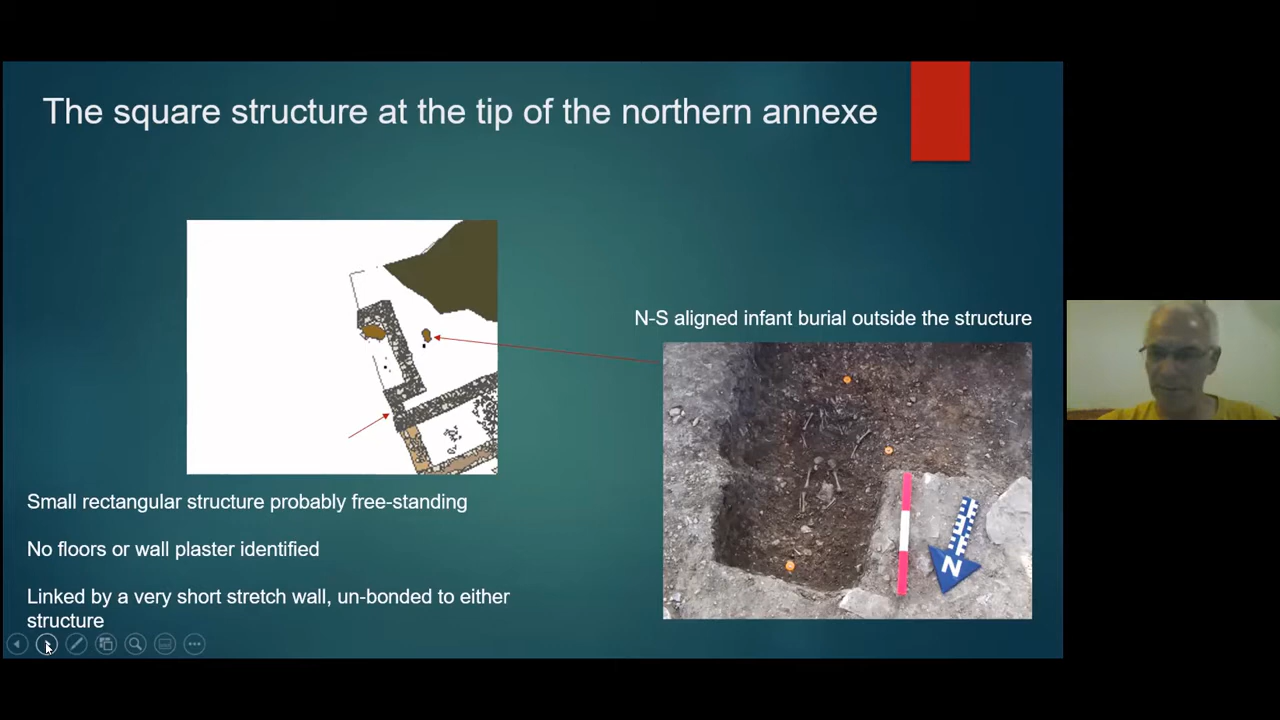 The square structure at the tip of the northern annexe
N-S aligned infant burial outside the structure
N
Small rectangular structure probably free-standing
No floors or wall plaster identified
Linked by a very short stretch wall, un-bonded to either
structure